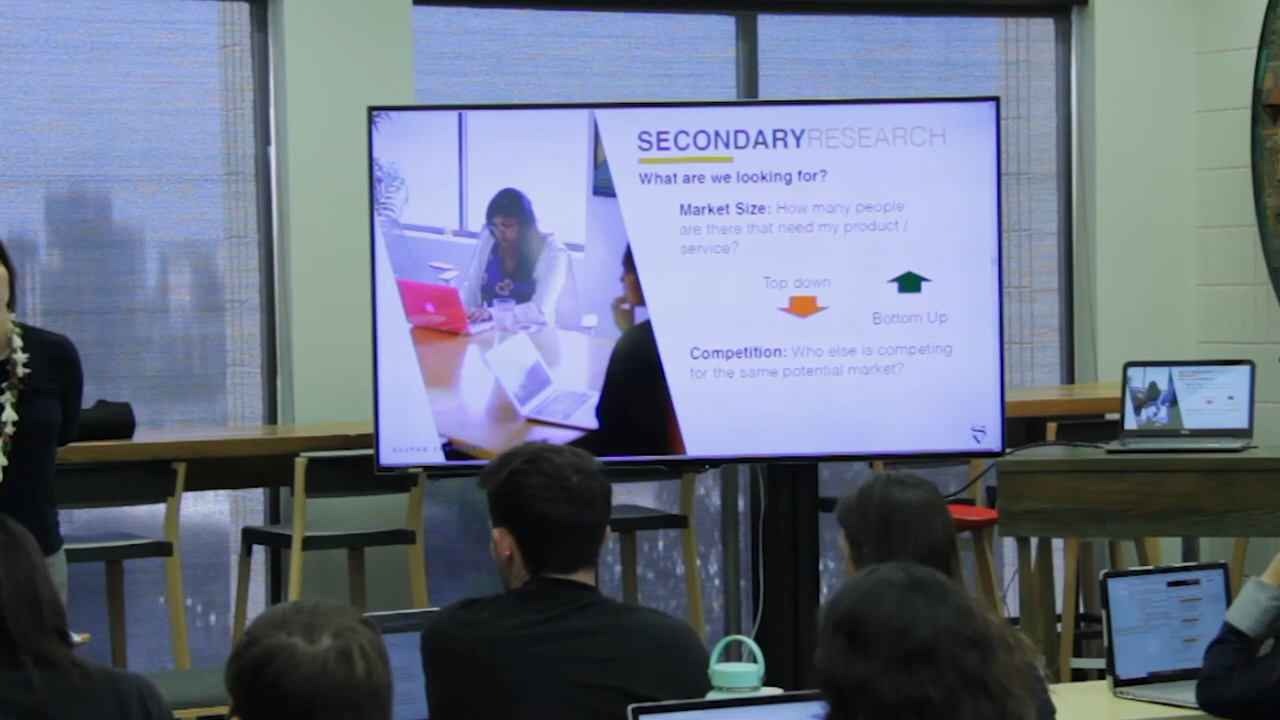 SECONDARYRESEARCH
What are we looking for?
Market Size: How many people
are there that need my product /
service?
Top down
Bottom Up
Competition: Who else is competing
for the same potential market?